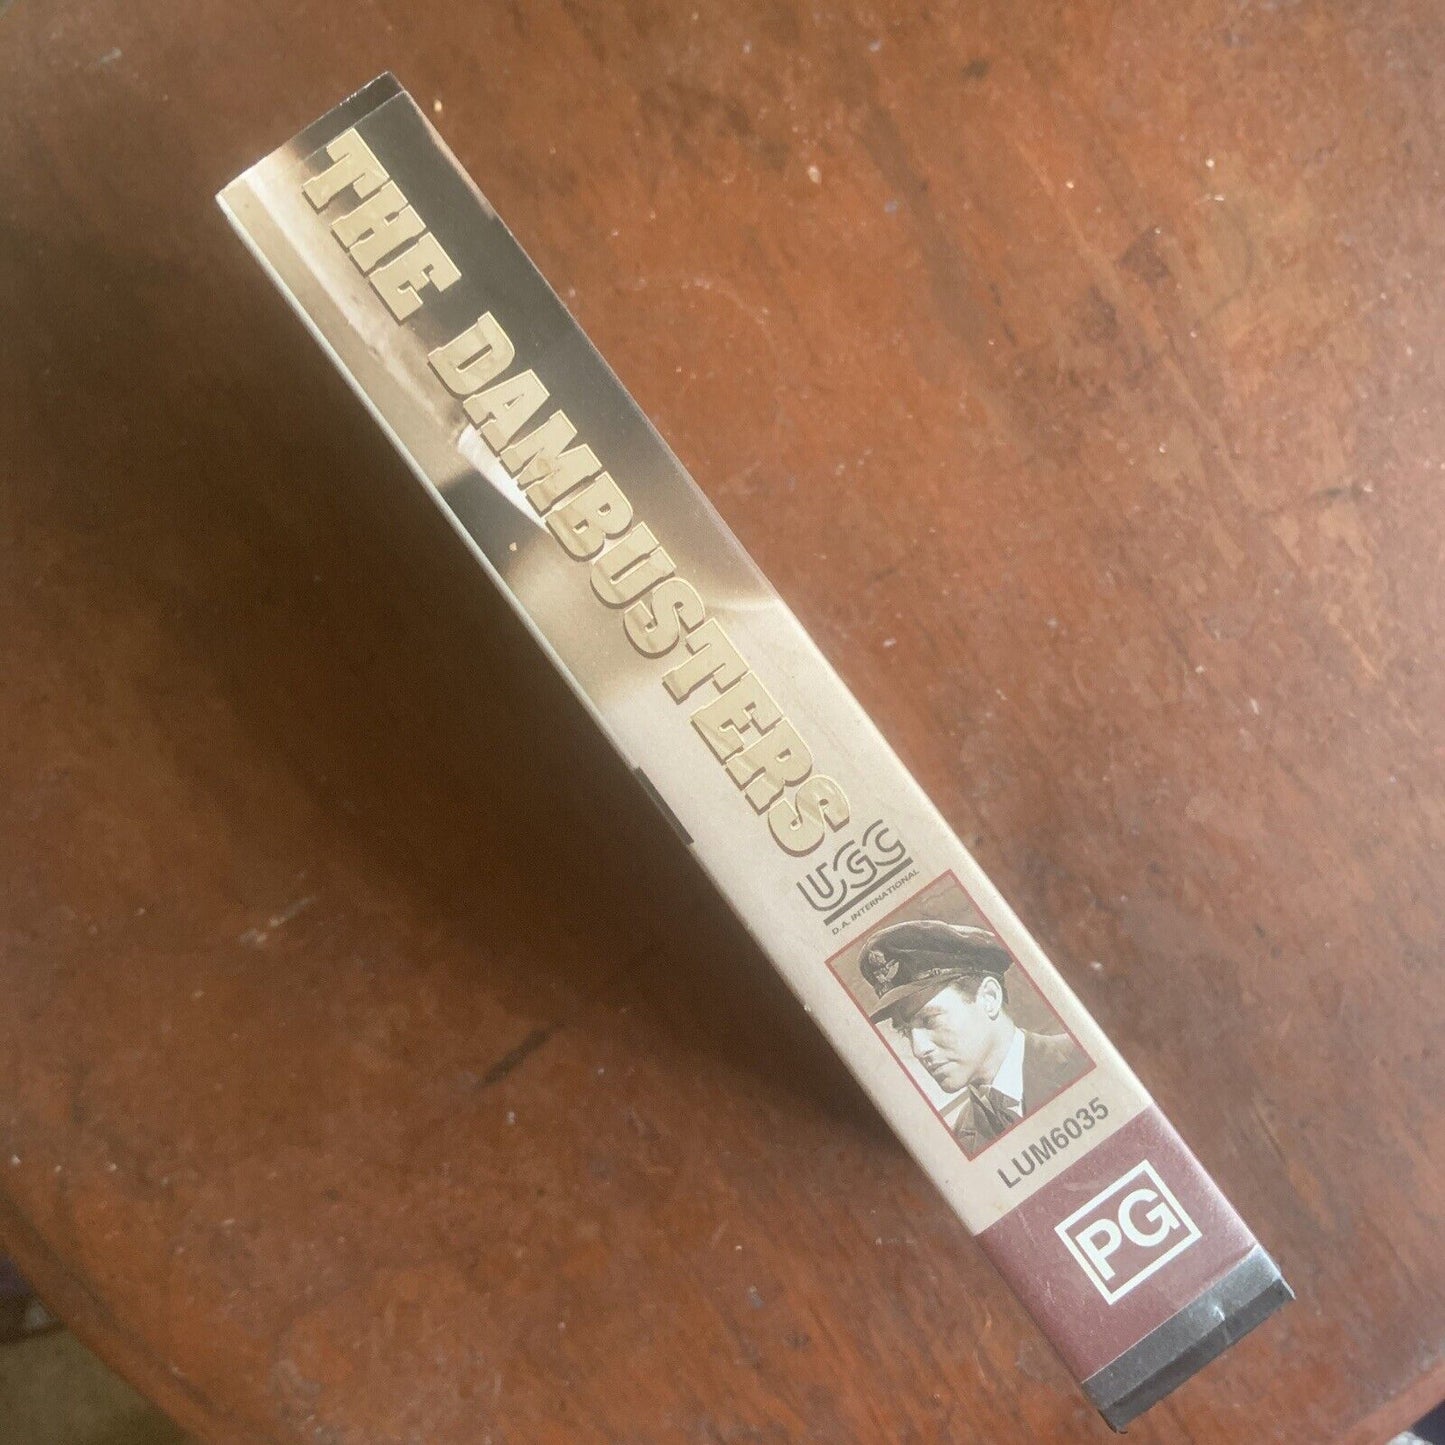 THE DAMBUSTERS
UGC
D.A. INTERNATIONAL
LUM6035
PG